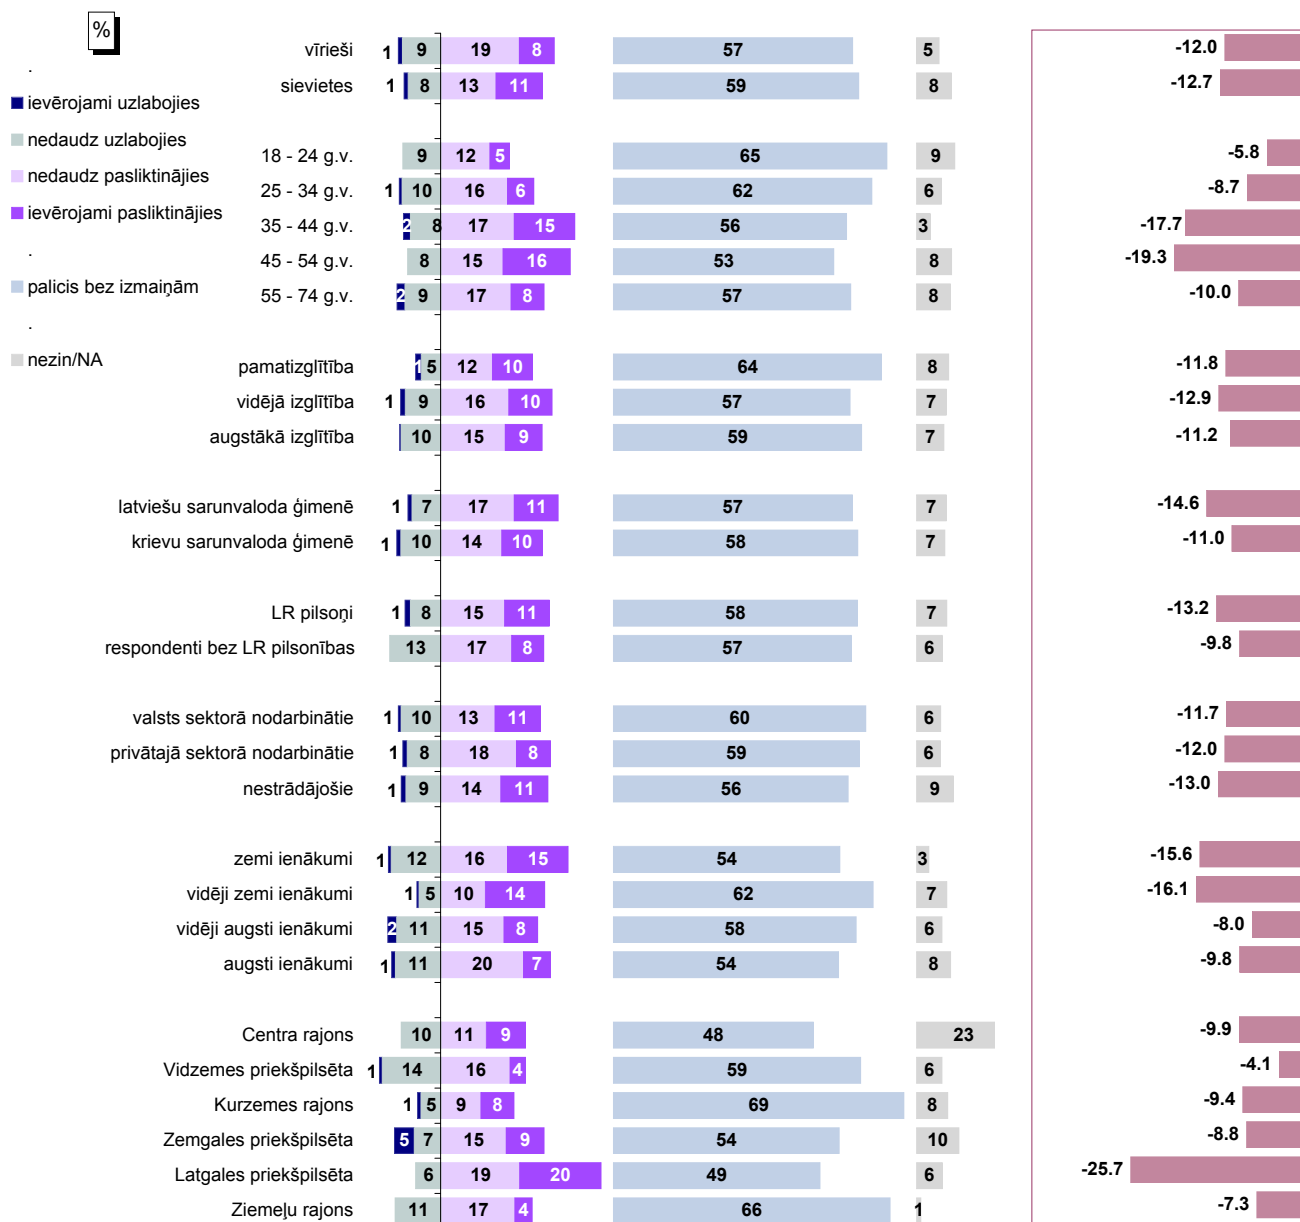 %
.
ievērojami uzlabojies
nedaudz uzlabojies
nedaudz pasliktinājies
ievērojami pasliktinājies
.
palicis bez izmaiņām
.
nezin/NA
vīrieši 1 9 19 8 57 5 -12.0
sievietes 1 8 13 11 59 8 -12.7
18 - 24 g.v. 9 12 5 65 9 -5.8
25 - 34 g.v. 1 10 16 6 62 6 -8.7
35 - 44 g.v. 2 8 17 15 56 3 -17.7
45 - 54 g.v. 8 15 16 53 8 -19.3
55 - 74 g.v. 2 9 17 8 57 8 -10.0
pamatizglītība 1 5 12 10 64 8 -11.8
vidējā izglītība 1 9 16 10 57 7 -12.9
augstākā izglītība 10 15 9 59 7 -11.2
latviešu sarunvaloda ģimenē 1 7 17 11 57 7 -14.6
krievu sarunvaloda ģimenē 1 10 14 10 58 7 -11.0
LR pilsoņi 1 8 15 11 58 7 -13.2
respondenti bez LR pilsonības 13 17 8 57 6 -9.8
valsts sektorā nodarbinātie 1 10 13 11 60 6 -11.7
privātajā sektorā nodarbinātie 1 8 18 8 59 6 -12.0
nestrādājošie 1 9 14 11 56 9 -13.0
zemi ienākumi 1 12 16 15 54 3 -15.6
vidēji zemi ienākumi 1 5 10 14 62 7 -16.1
vidēji augsti ienākumi 2 11 15 8 58 6 -8.0
augsti ienākumi 1 11 20 7 54 8 -9.8
Centra rajons 10 11 9 48 23 -9.9
Vidzemes priekšpilsēta 1 14 16 4 59 6 -4.1
Kurzemes rajons 1 5 9 8 69 8 -9.4
Zemgales priekšpilsēta 5 7 15 9 54 10 -8.8
Latgales priekšpilsēta 6 19 20 49 6 -25.7
Ziemeļu rajons 11 17 4 66 1 -7.3